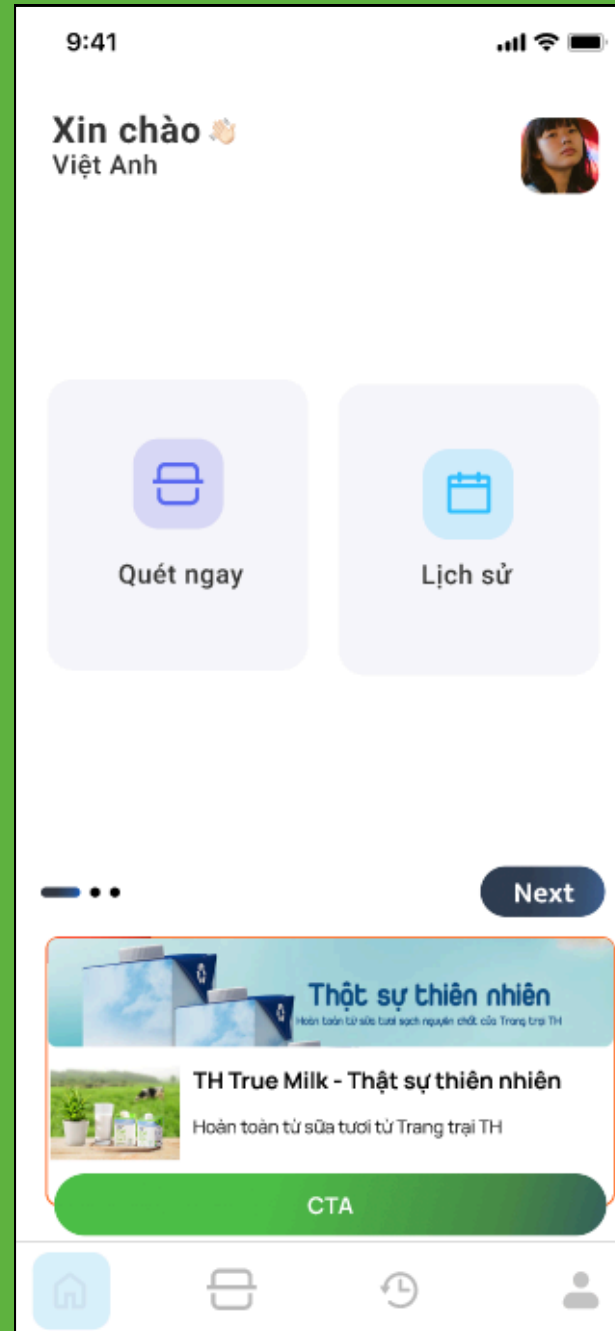 9:41
Xin chào👋🏻
Việt Anh
Quét ngay
Lịch sử
Next
Thật sự thiên nhiên
Hoàn toàn từ sữa tươi sạch nguyên chất của Trang trại TH
TH True Milk - Thật sự thiên nhiên
Hoàn toàn từ sữa tươi từ Trang trại TH
CTA